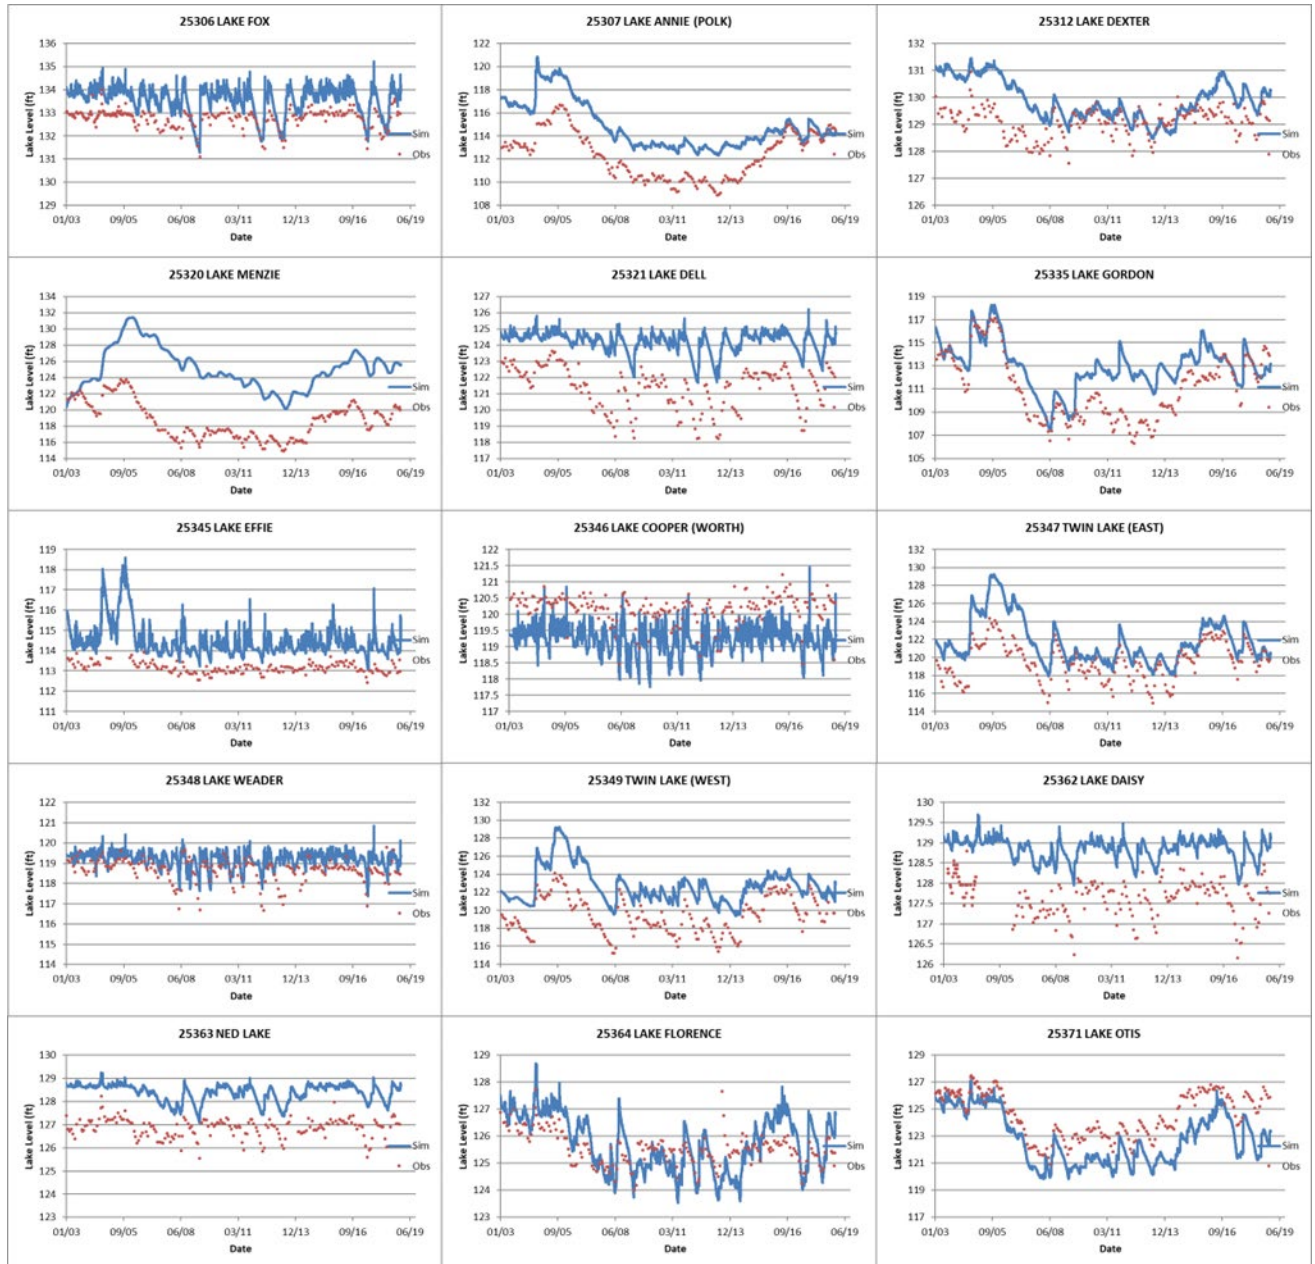 25306 LAKE FOX
Lake Level (ft)
136
135
134
133
132
131
130
129
Sim
Obs
01/03 09/05 06/08 03/11 12/13 09/16 06/19
Date
25307 LAKE ANNIE (POLK)
Lake Level (ft)
122
120
118
116
114
112
110
108
Sim
Obs
01/03 09/05 06/08 03/11 12/13 09/16 06/19
Date
25312 LAKE DEXTER
Lake Level (ft)
132
131
130
129
128
127
126
Sim
Obs
01/03 09/05 06/08 03/11 12/13 09/16 06/19
Date
25320 LAKE MENZIE
Lake Level (ft)
134
132
130
128
126
124
122
120
118
116
114
Sim
Obs
01/03 09/05 06/08 03/11 12/13 09/16 06/19
Date
25321 LAKE DELL
Lake Level (ft)
127
126
125
124
123
122
121
120
119
118
117
Sim
Obs
01/03 09/05 06/08 03/11 12/13 09/16 06/19
Date
25335 LAKE GORDON
Lake Level (ft)
119
117
115
113
111
109
107
105
Sim
Obs
01/03 09/05 06/08 03/11 12/13 09/16 06/19
Date
25345 LAKE EFFIE
Lake Level (ft)
119
118
117
116
115
114
113
112
111
Sim
Obs
01/03 09/05 06/08 03/11 12/13 09/16 06/19
Date
25346 LAKE COOPER (WORTH)
Lake Level (ft)
122
121.5
121
120.5
120
119.5
119
118.5
118
117.5
117
Sim
Obs
01/03 09/05 06/08 03/11 12/13 09/16 06/19
Date
25347 TWIN LAKE (EAST)
Lake Level (ft)
132
130
128
126
124
122
120
118
116
114
Sim
Obs
01/03 09/05 06/08 03/11 12/13 09/16 06/19
Date
25348 LAKE WEADER
Lake Level (ft)
122
121
120
119
118
117
116
115
114
Sim
Obs
01/03 09/05 06/08 03/11 12/13 09/16 06/19
Date
25349 TWIN LAKE (WEST)
Lake Level (ft)
132
130
128
126
124
122
120
118
116
114
Sim
Obs
01/03 09/05 06/08 03/11 12/13 09/16 06/19
Date
25362 LAKE DAISY
Lake Level (ft)
130
129.5
129
128.5
128
127.5
127
126.5
126
Sim
Obs
01/03 09/05 06/08 03/11 12/13 09/16 06/19
Date
25363 NED LAKE
Lake Level (ft)
130
129
128
127
126
125
124
123
Sim
Obs
01/03 09/05 06/08 03/11 12/13 09/16 06/19
Date
25364 LAKE FLORENCE
Lake Level (ft)
129
128
127
126
125
124
123
Sim
Obs
01/03 09/05 06/08 03/11 12/13 09/16 06/19
Date
25371 LAKE OTIS
Lake Level (ft)
129
127
125
123
121
119
117
Sim
Obs
01/03 09/05 06/08 03/11 12/13 09/16 06/19
Date